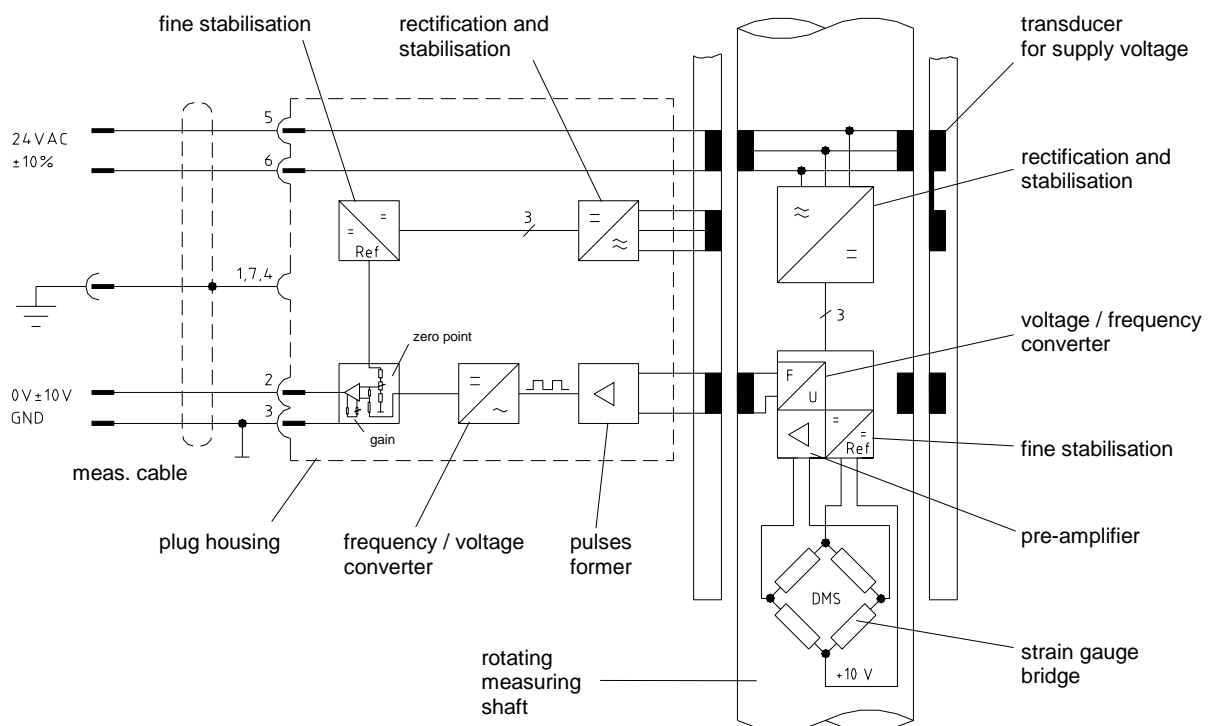 fine stabilisation
rectification and
stabilisation
transducer
for supply voltage
24VAC
±10%
5
6
rectification and
stabilisation
=
=
Ref
3
=
≈
≈
=
1,7,4
3
voltage / frequency
converter
zero point
0V±10V
GND
2
3
gain
=
~
F
U
=
=
Ref
fine stabilisation
meas. cable
plug housing
frequency / voltage
converter
pulses
former
pre-amplifier
DMS
strain gauge
bridge
+10 V
rotating
measuring
shaft